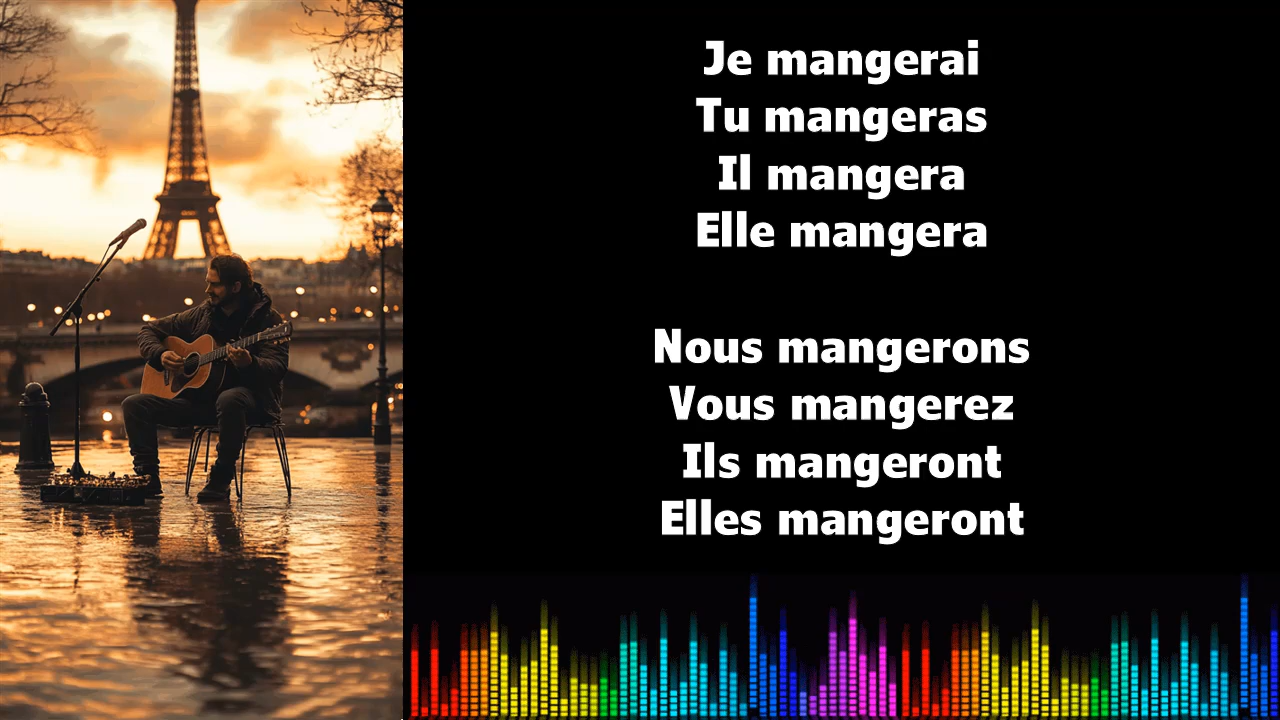 Je mangerai
Tu mangeras
Il mangera
Elle mangera
Nous mangerons
Vous mangerez
Ils mangeront
Elles mangeront